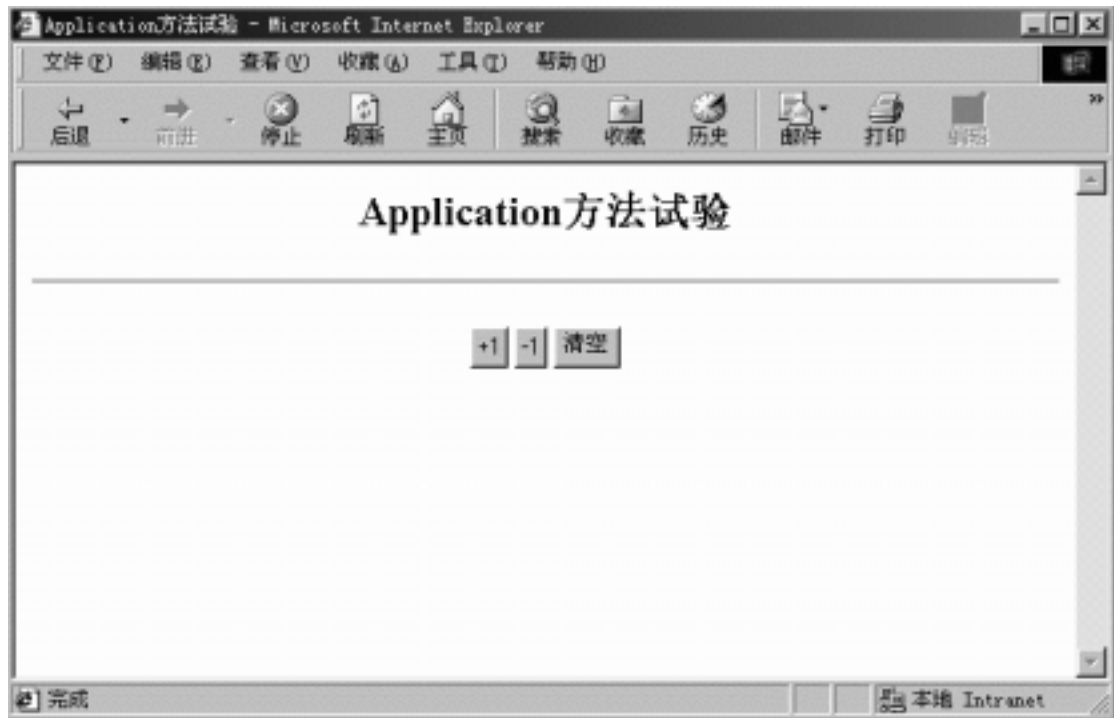 Application方法试验 - Microsoft Internet Explorer
文件(F) 编辑(E) 查看(V) 收藏(A) 工具(T) 帮助(H)
后退 前进 停止 刷新 主页 搜索 收藏 历史 邮件 打印 编辑 »
Application方法试验
+1 -1 清空
完成 本地 Intranet